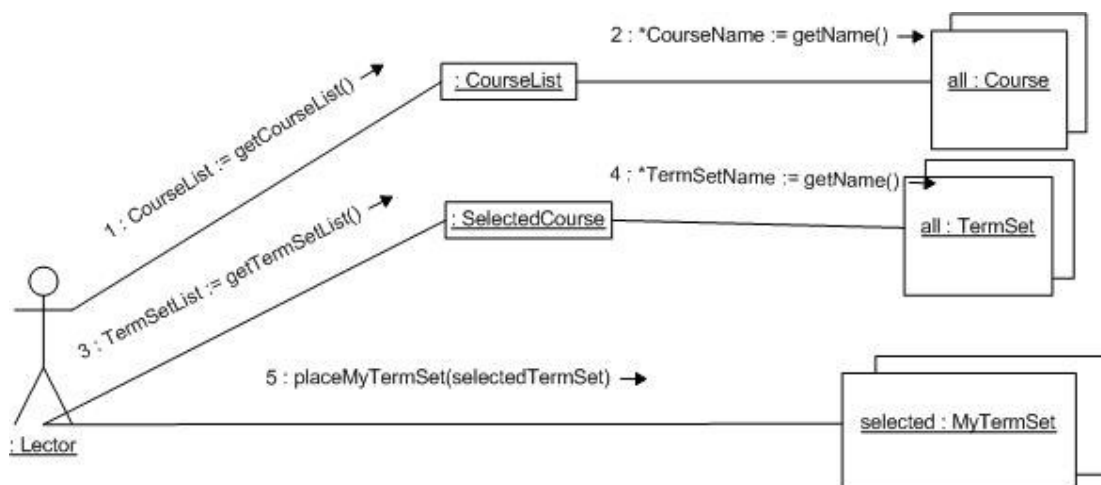 2 : *CourseName := getName()
1 : CourseList := getCourseList()
: CourseList
all : Course
4 : *TermSetName := getName()
3 : TermSetList := getTermSetList()
: SelectedCourse
all : TermSet
5 : placeMyTermSet(selectedTermSet)
selected : MyTermSet
: Lector